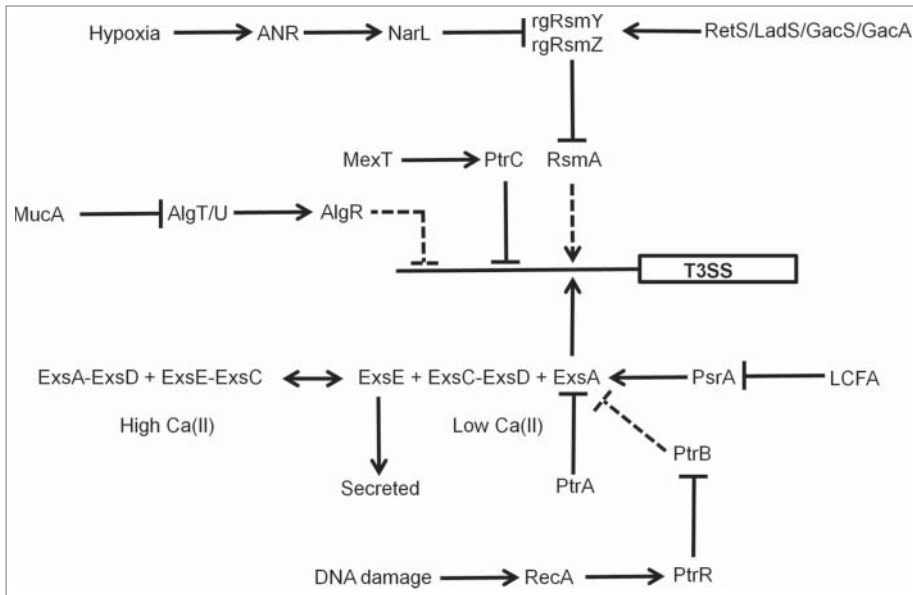 Hypoxia ANR NarL rgRsmY
rgRsmZ RetS/LadS/GacS/GacA
MexT PtrC RsmA
MucA AlgT/U AlgR
T3SS
ExsA-ExsD + ExsE-ExsC ExsE + ExsC-ExsD + ExsA PsrA LCFA
High Ca(II) Low Ca(II)
PtrB
Secreted PtrA
DNA damage RecA PtrR